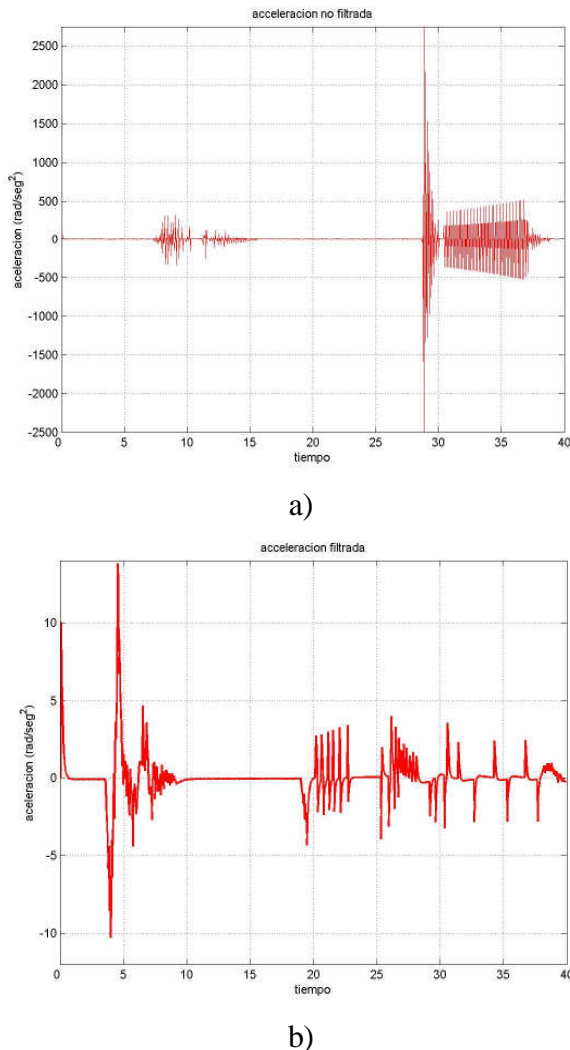 acceleracion no filtrada
2500
2000
1500
1000
500
0
-500
-1000
-1500
-2000
-2500
aceleracion (rad/seg²)
0 5 10 15 20 25 30 35 40
tiempo
a)
acceleracion filtrada
10
5
0
-5
-10
aceleracion (rad/seg²)
0 5 10 15 20 25 30 35 40
tiempo
b)